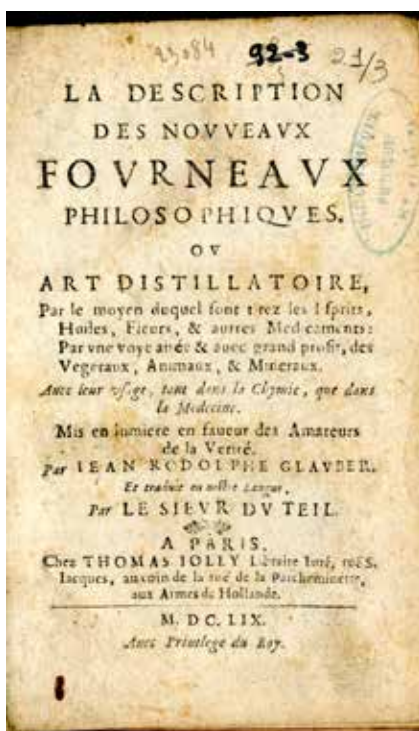 23084 92-3 21/3
LA DESCRIPTION
DES NOVVEAVX
FOVRNEAVX
PHILOSOPHIQVES.
OV
ART DISTILLATOIRE,
Par le moyen duquel sont tirez les Esprits,
Huiles, Fleurs, & autres Medicaments:
Par vne voye aisée & auec grand profit, des
Vegetaux, Animaux, & Mineraux.
Auec leur vsage, tant dans la Chymie, que dans
la Medecine.
Mis en lumiere en faueur des Amateurs
de la Verité.
Par IEAN RODOLPHE GLAVBER.
Et traduit en nostre Langue,
Par LE SIEVR DV TEIL.
A PARIS.
Chez THOMAS IOLLY Libraire Iuré, ruë S.
Iacques, au coin de la ruë de la Parcheminerie,
aux Armes de Hollande.
M. DC. LIX.
Auec Priuilege du Roy.